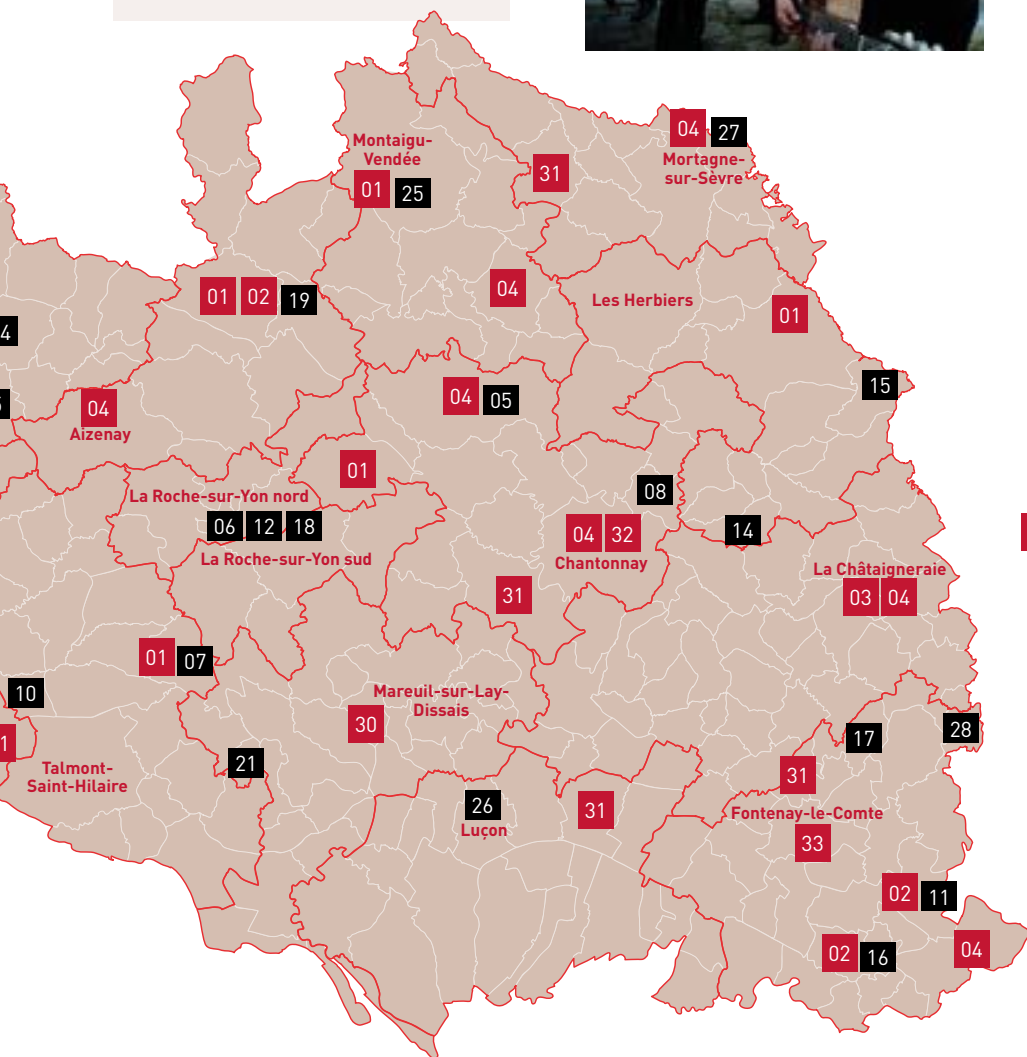 04 27
Mortagne-
sur-Sèvre
Montaigu-
Vendée
01 25
31
01 02 19
04
Les Herbiers
01
4
15
04
Aizenay
04 05
01
La Roche-sur-Yon nord
06 12 18
La Roche-sur-Yon sud
08
04 32
Chantonnay
14
La Châtaigneraie
03 04
31
01 07
10
Mareuil-sur-Lay-
Dissais
30
1
Talmont-
Saint-Hilaire
21
17
28
31
26
Luçon
31
Fontenay-le-Comte
33
02 11
02 16
04